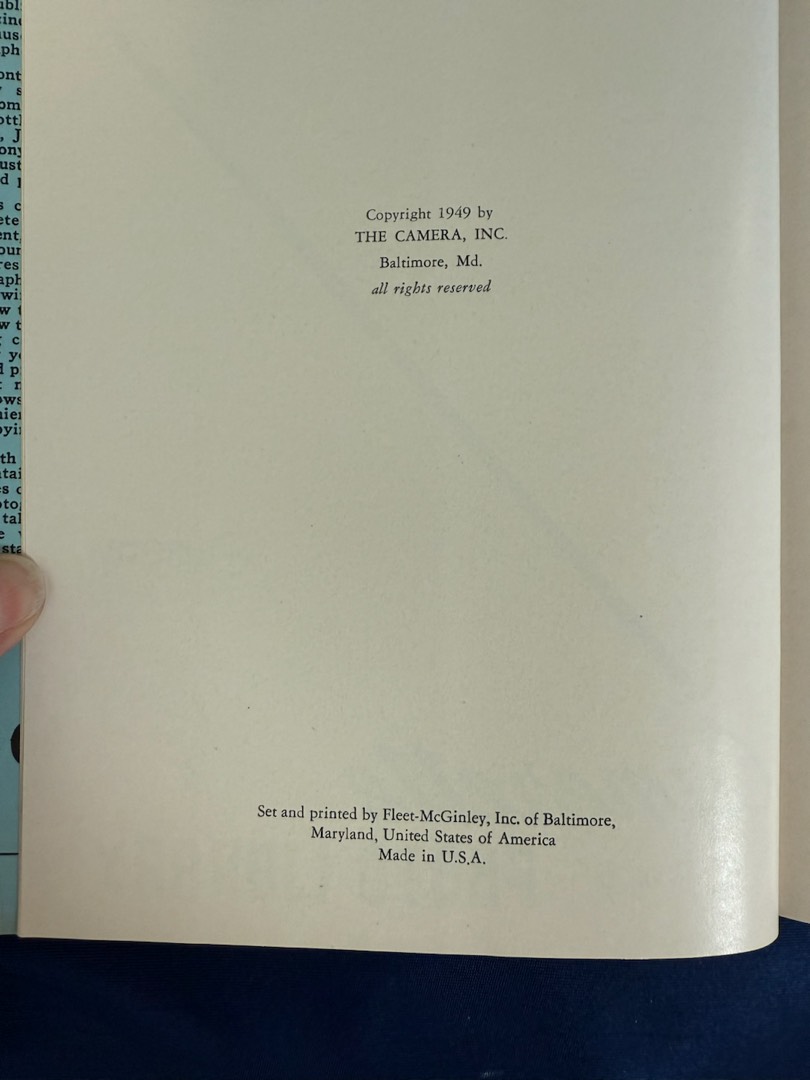 Copyright 1949 by
THE CAMERA, INC.
Baltimore, Md.
all rights reserved
Set and printed by Fleet-McGinley, Inc. of Baltimore,
Maryland, United States of America
Made in U.S.A.